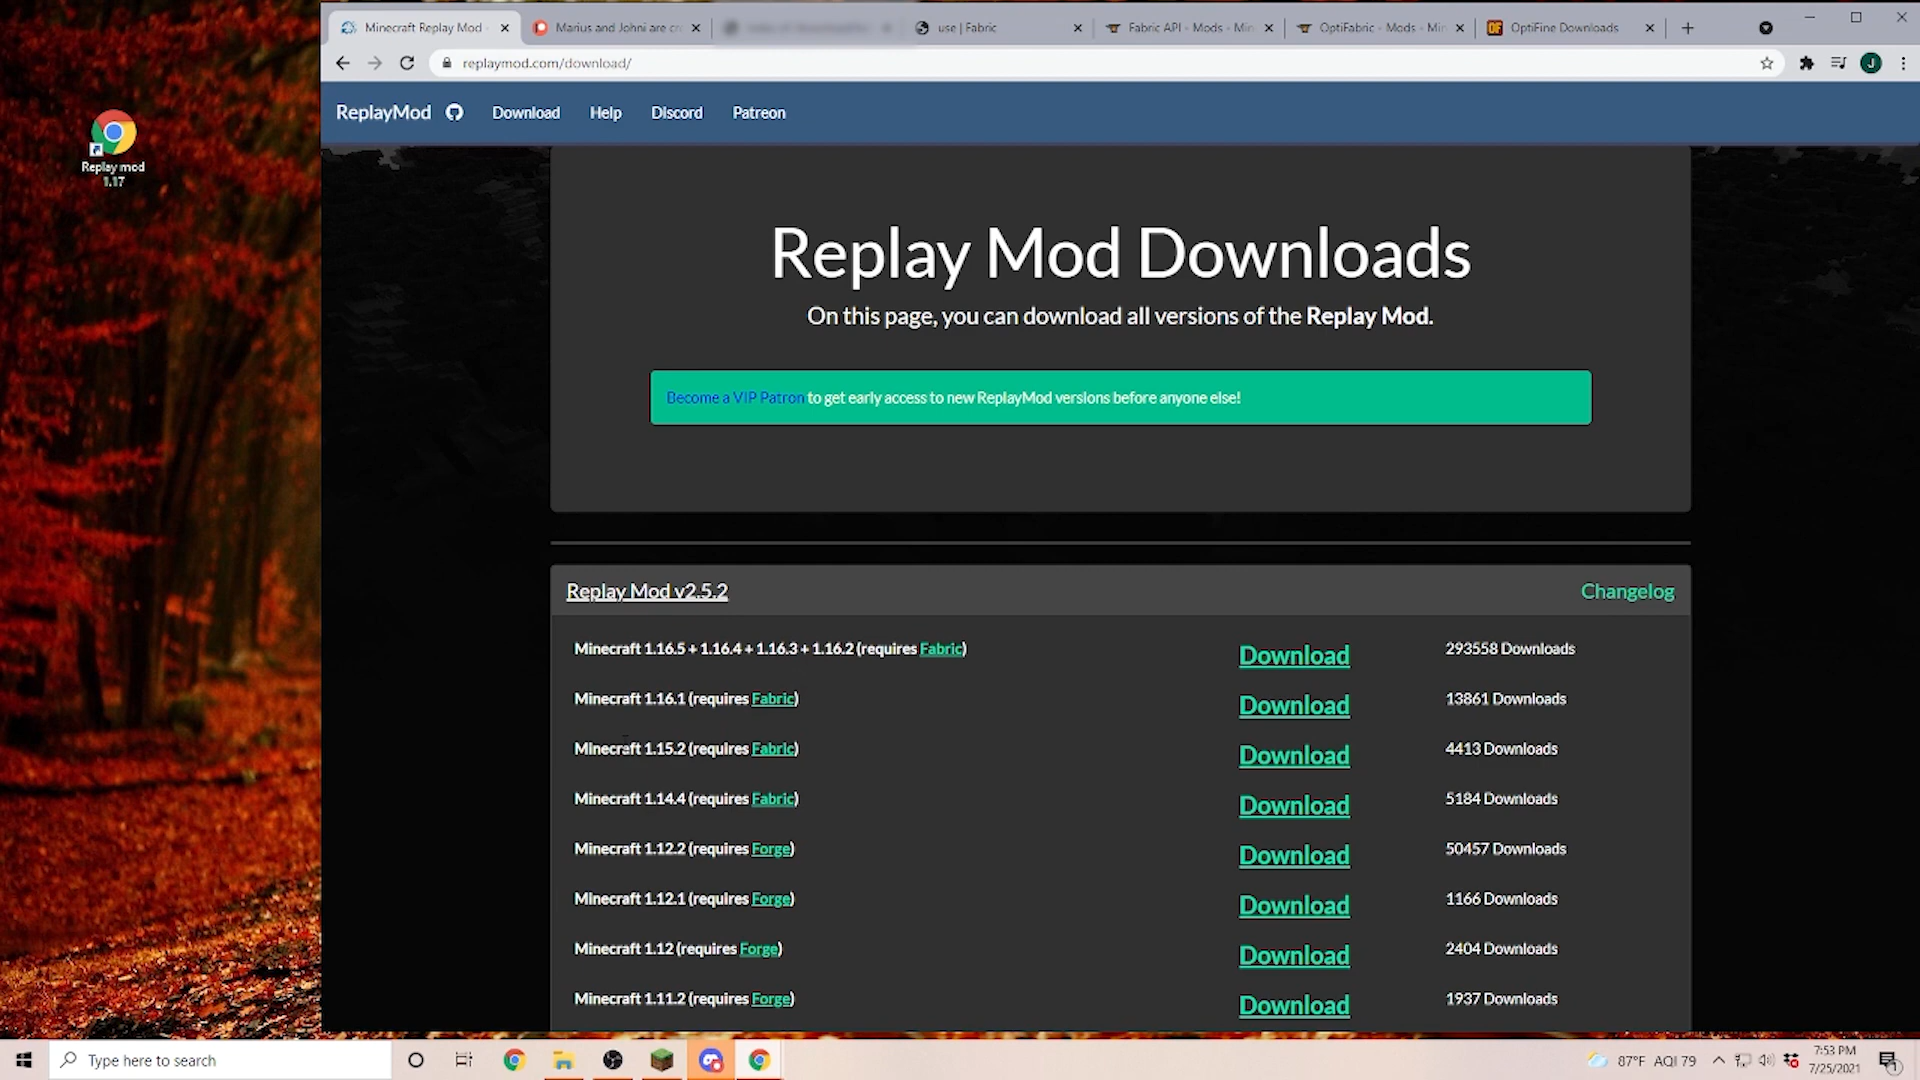 Replay mod
1.17
Minecraft Replay Mod -
Marius and Johni are cr
use | Fabric
Fabric API - Mods - Min
OptiFabric - Mods - Min
OptiFine Downloads
replaymod.com/download/
J
ReplayMod
Download
Help
Discord
Patreon
Replay Mod Downloads
On this page, you can download all versions of the Replay Mod.
Become a VIP Patron to get early access to new ReplayMod versions before anyone else!
Replay Mod v2.5.2
Changelog
Minecraft 1.16.5 + 1.16.4 + 1.16.3 + 1.16.2 (requires Fabric) Download 293558 Downloads
Minecraft 1.16.1 (requires Fabric) Download 13861 Downloads
Minecraft 1.15.2 (requires Fabric) Download 4413 Downloads
Minecraft 1.14.4 (requires Fabric) Download 5184 Downloads
Minecraft 1.12.2 (requires Forge) Download 50457 Downloads
Minecraft 1.12.1 (requires Forge) Download 1166 Downloads
Minecraft 1.12 (requires Forge) Download 2404 Downloads
Minecraft 1.11.2 (requires Forge) Download 1937 Downloads
Type here to search
87°F AQI 79
7:53 PM
7/25/2021